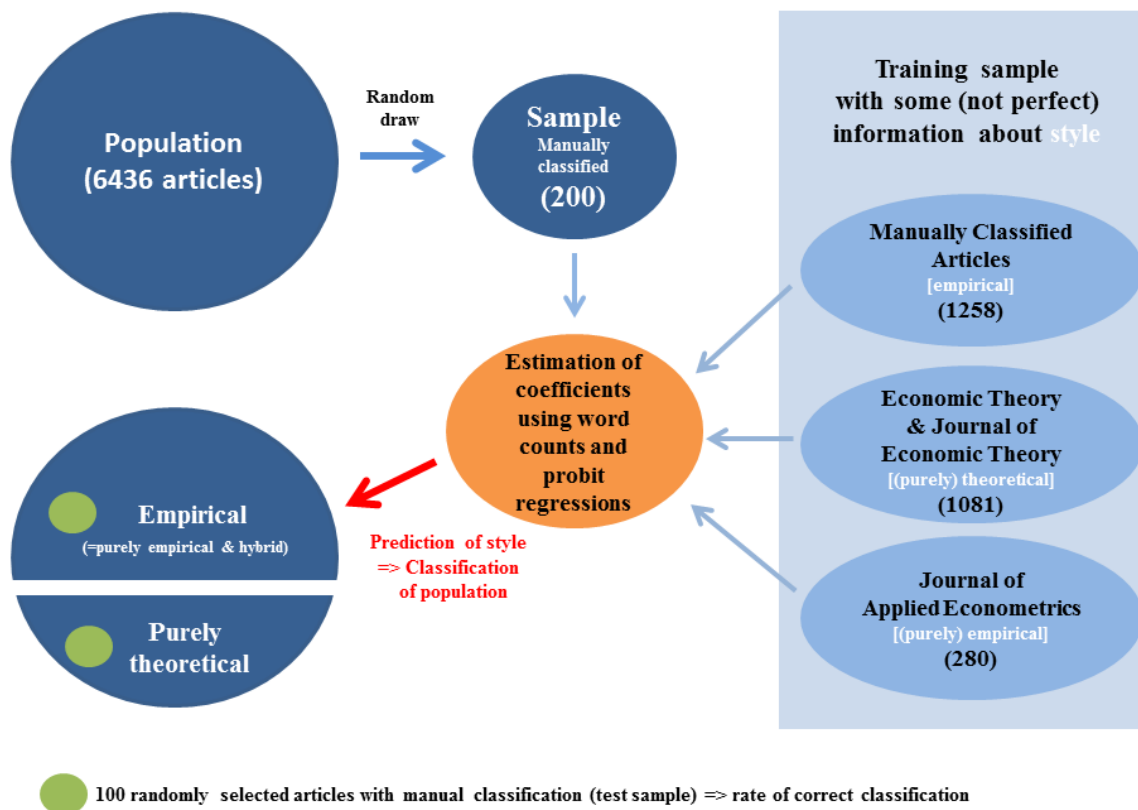 Population
(6436 articles)
Random
draw
Sample
Manually
classified
(200)
Training sample
with some (not perfect)
information about style
Manually Classified
Articles
[empirical]
(1258)
Economic Theory
& Journal of
Economic Theory
[(purely) theoretical]
(1081)
Journal of
Applied Econometrics
[(purely) empirical]
(280)
Estimation of
coefficients
using word
counts and
probit
regressions
Prediction of style
=> Classification
of population
Empirical
(=purely empirical & hybrid)
Purely
theoretical
100 randomly selected articles with manual classification (test sample) => rate of correct classification